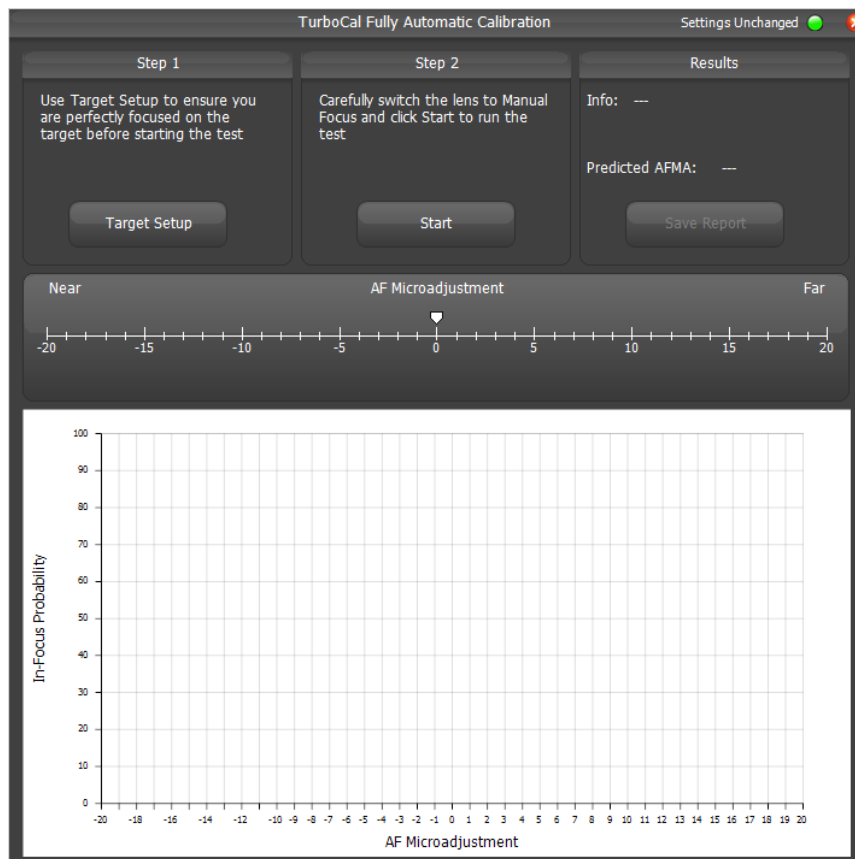 TurboCal Fully Automatic Calibration
Settings Unchanged
Step 1
Use Target Setup to ensure you
are perfectly focused on the
target before starting the test
Target Setup
Step 2
Carefully switch the lens to Manual
Focus and click Start to run the
test
Start
Results
Info: ---
Predicted AFMA: ---
Save Report
Near AF Microadjustment Far
-20 -15 -10 -5 0 5 10 15 20
In-Focus Probability
100
90
80
70
60
50
40
30
20
10
0
-20 -18 -16 -14 -12 -10 -9 -8 -7 -6 -5 -4 -3 -2 -1 0 1 2 3 4 5 6 7 8 9 10 11 12 13 14 15 16 17 18 19 20
AF Microadjustment